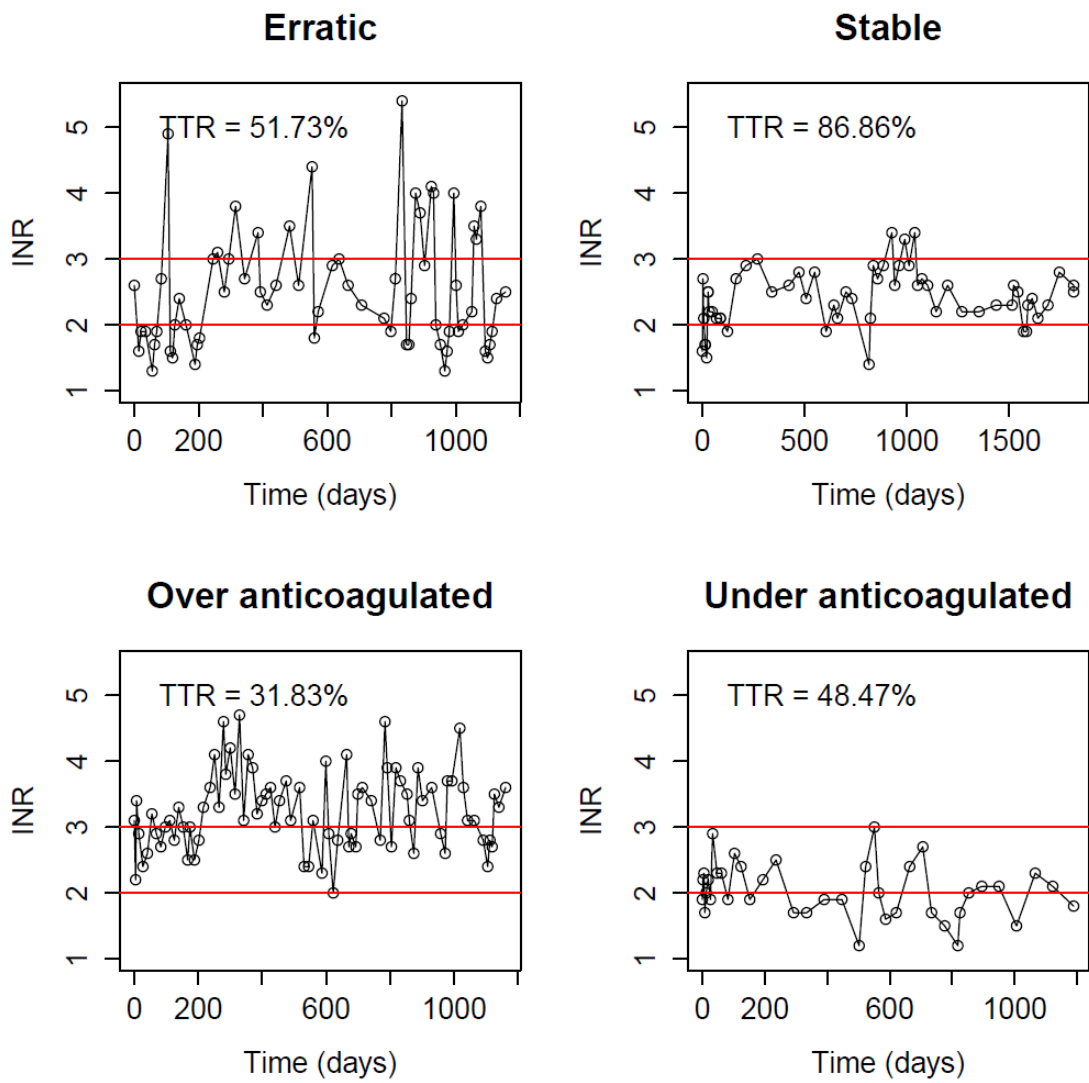 Erratic
TTR = 51.73%
5
4
3
2
1
INR
0
200
600
1000
Time (days)
Stable
TTR = 86.86%
5
4
3
2
1
INR
0
500
1000
1500
Time (days)
Over anticoagulated
TTR = 31.83%
5
4
3
2
1
INR
0
200
600
1000
Time (days)
Under anticoagulated
TTR = 48.47%
5
4
3
2
1
INR
0
200
600
1000
Time (days)